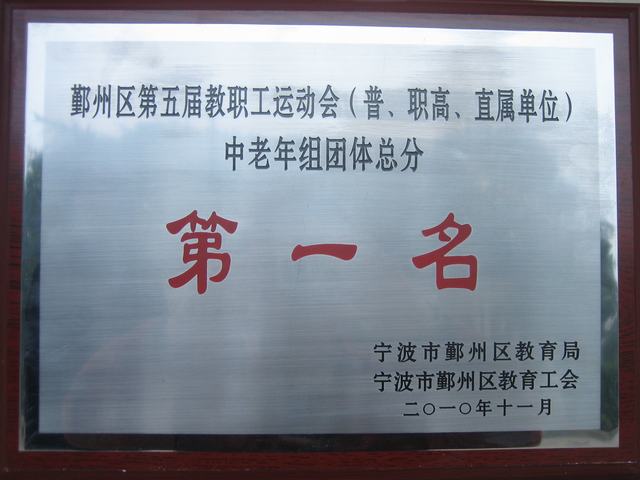 鄞州区第五届教职工运动会（普、职高、直属单位）
中老年组团体总分
第一名
宁波市鄞州区教育局
宁波市鄞州区教育工会
二〇一〇年十一月